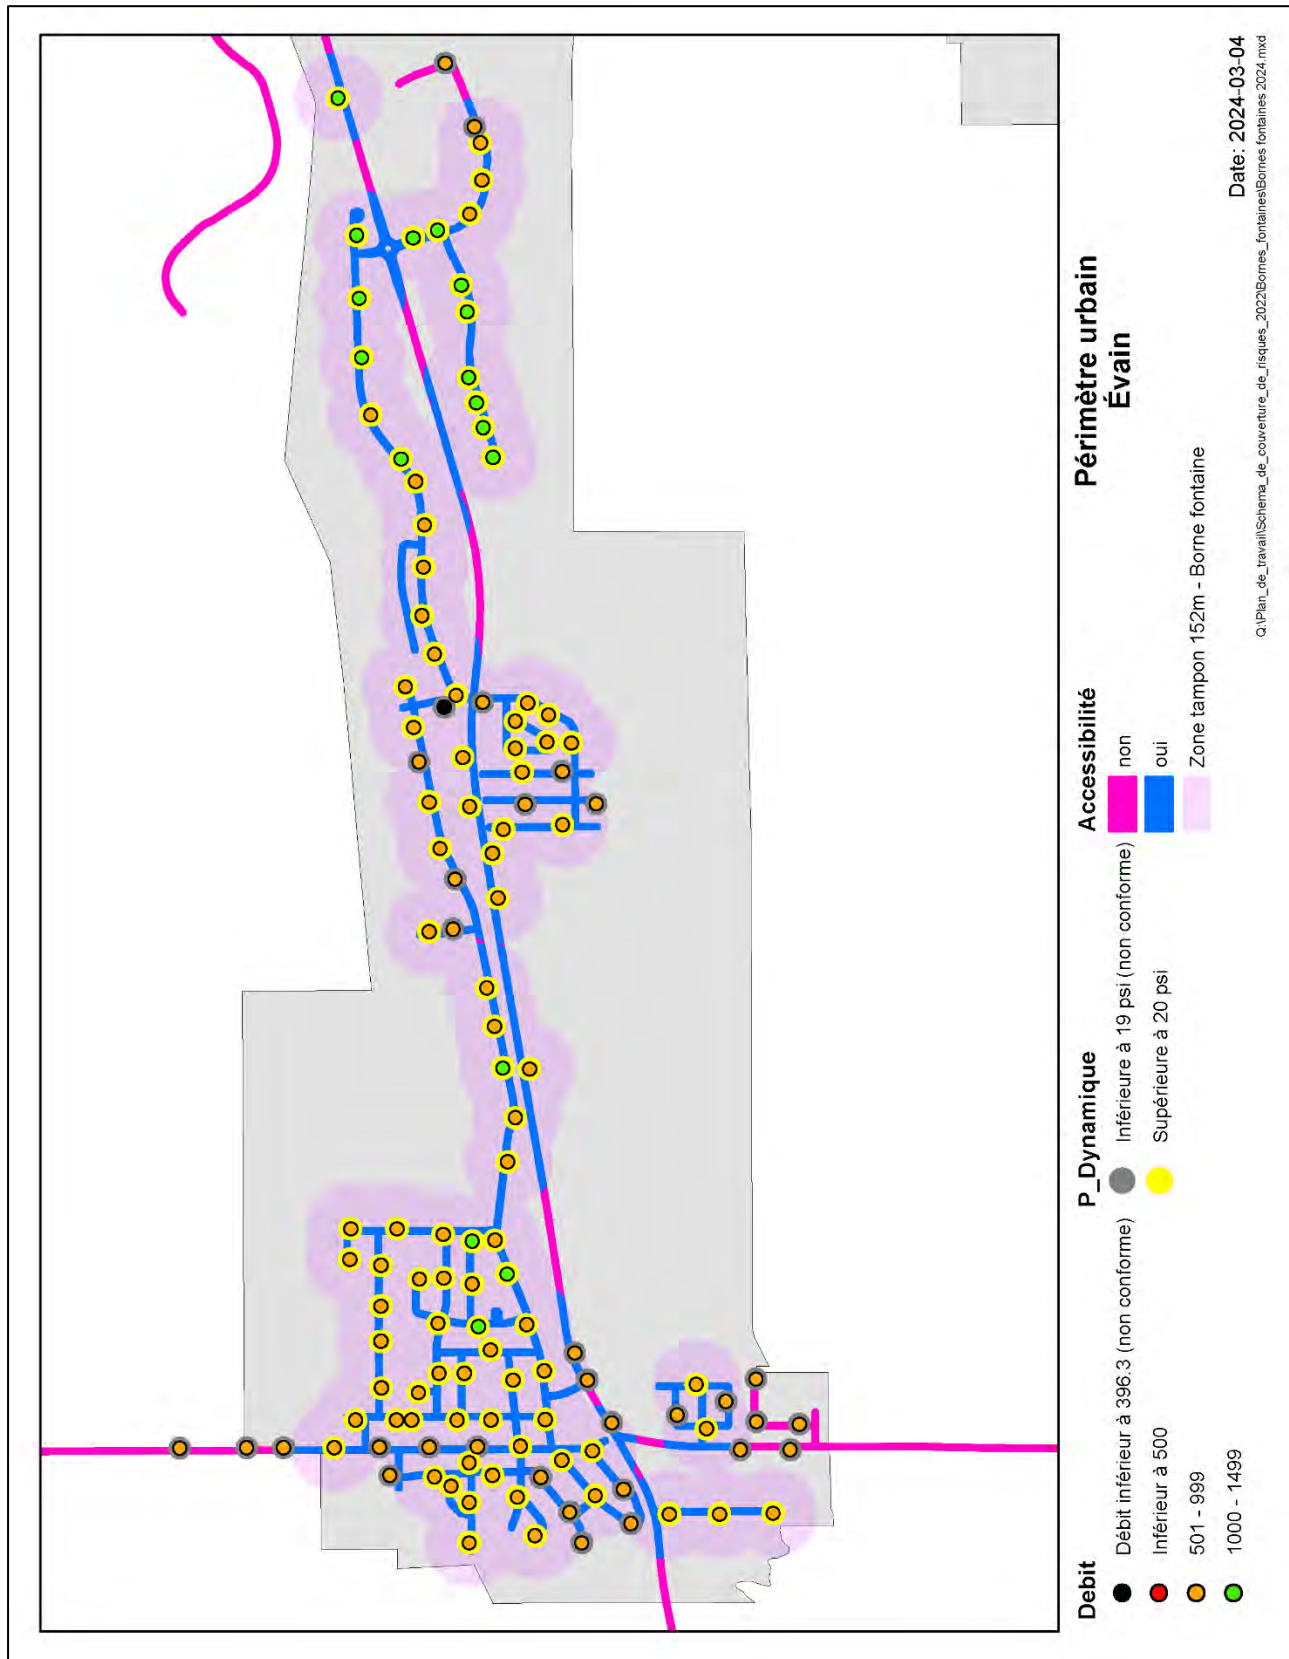 Périmètre urbain
Évain
Date: 2024-03-04
Q:\Plan_de_travail\Schema_de_couverture_de_risques_2022\Bornes_fontaines\Bornes fontaines 2024.mxd
Debit
Débit inférieur à 396.3 (non conforme)
Inférieur à 500
501 - 999
1000 - 1499
P_Dynamique
Inférieure à 19 psi (non conforme)
Supérieure à 20 psi
Accessibilité
non
oui
Zone tampon 152m - Borne fontaine